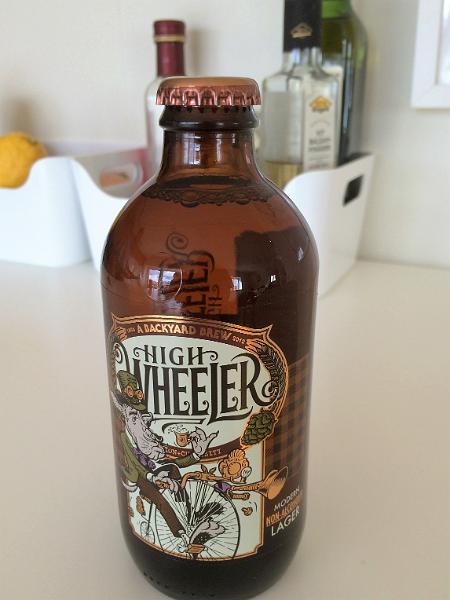 A BACKYARD BREW
HIGH
WHEELER
MODERN
NON-ALCOHOLIC
LAGER